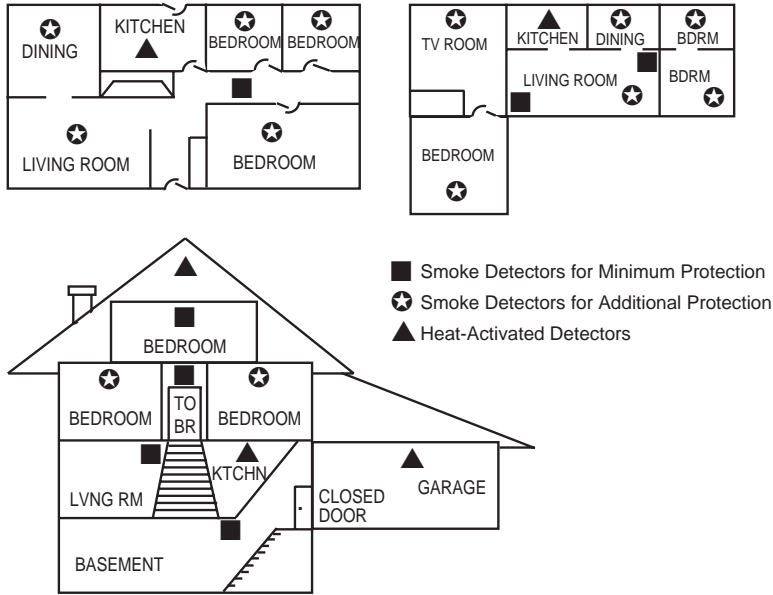 DINING
KITCHEN
BEDROOM
BEDROOM
LIVING ROOM
BEDROOM
TV ROOM
KITCHEN
DINING
BDRM
LIVING ROOM
BDRM
BEDROOM
Smoke Detectors for Minimum Protection
Smoke Detectors for Additional Protection
Heat-Activated Detectors
BEDROOM
BEDROOM
TO
BR
BEDROOM
LVNG RM
KTCHN
CLOSED
DOOR
GARAGE
BASEMENT